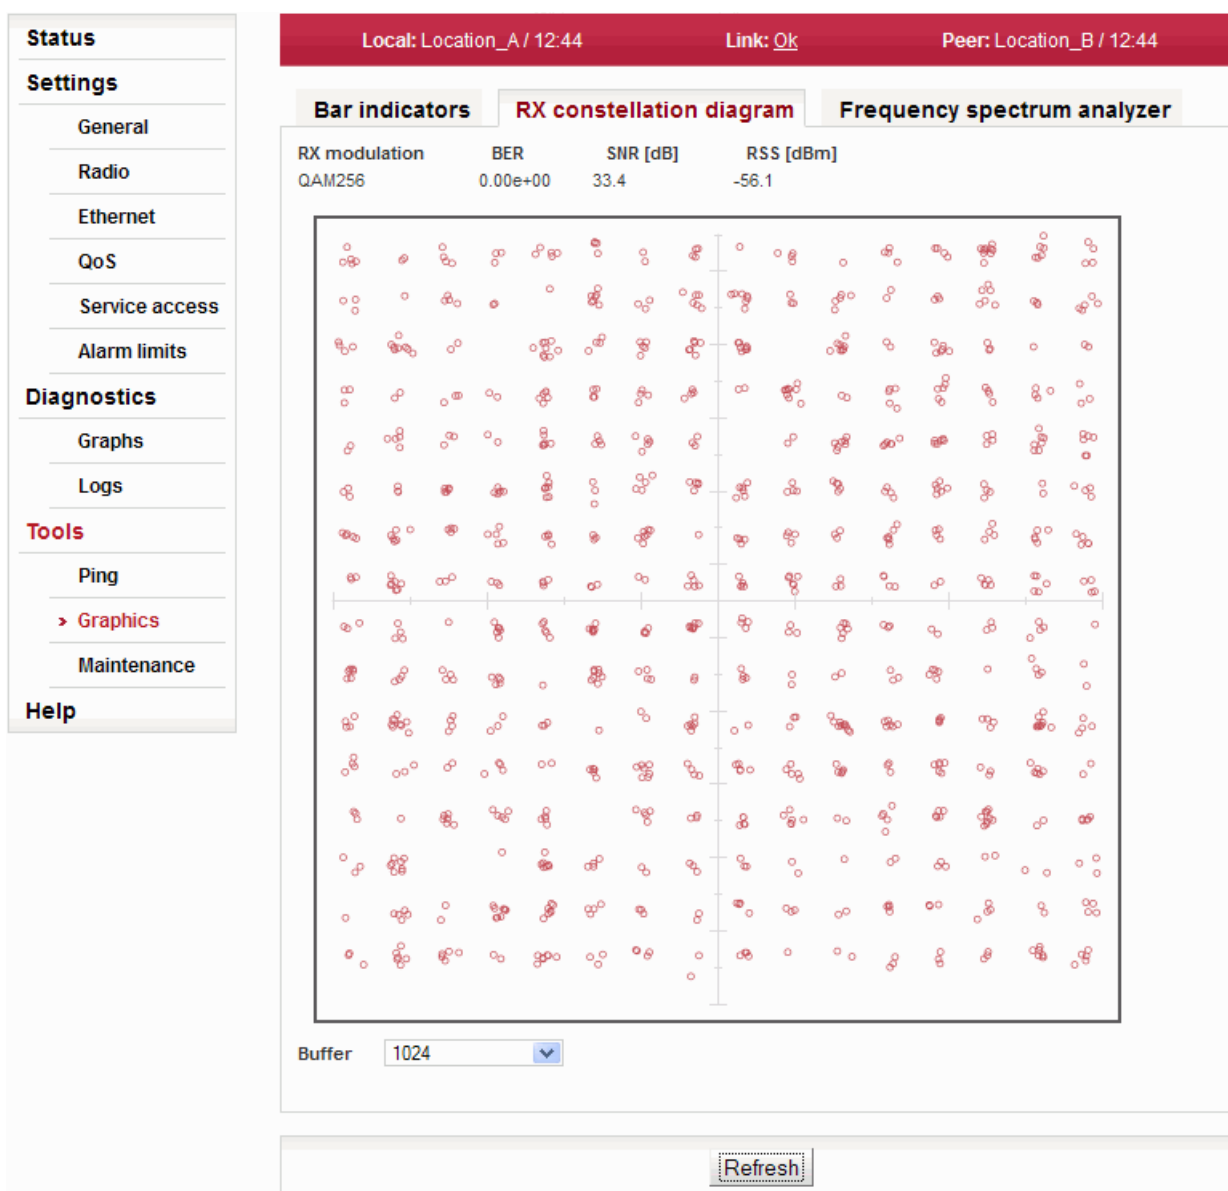 Status
Settings
General
Radio
Ethernet
QoS
Service access
Alarm limits
Diagnostics
Graphs
Logs
Tools
Ping
› Graphics
Maintenance
Help
Local: Location_A / 12:44 Link: Ok Peer: Location_B / 12:44
Bar indicators RX constellation diagram Frequency spectrum analyzer
RX modulation BER SNR [dB] RSS [dBm]
QAM256 0.00e+00 33.4 -56.1
Buffer 1024
Refresh